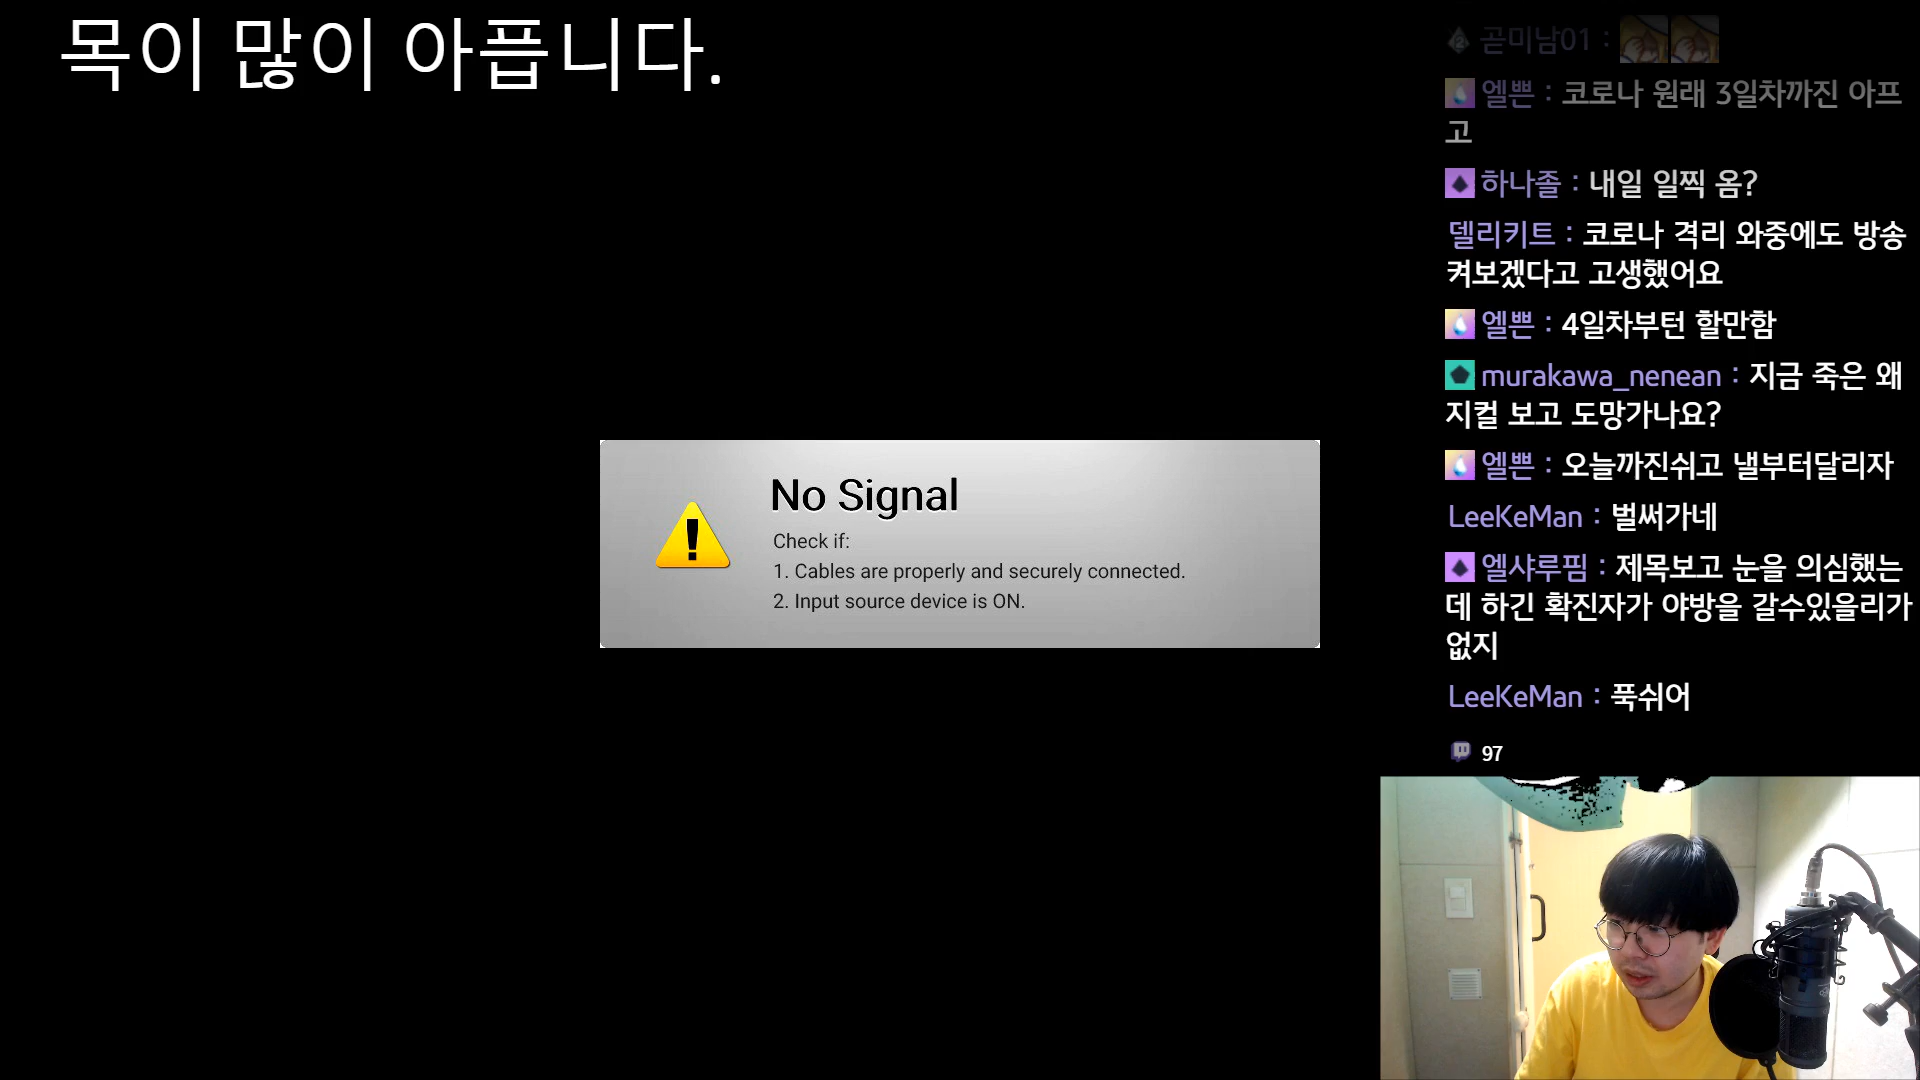 목이 많이 아픕니다.
곧미남01 :
엘쁜 : 코로나 원래 3일차까진 아프
고
하나졸 : 내일 일찍 옴?
델리키트 : 코로나 격리 와중에도 방송
켜보겠다고 고생했어요
엘쁜 : 4일차부턴 할만함
murakawa_nenean : 지금 죽은 왜
지컬 보고 도망가나요?
엘쁜 : 오늘까진쉬고 낼부터달리자
LeeKeMan : 벌써가네
엘샤루핌 : 제목보고 눈을 의심했는
데 하긴 확진자가 야방을 갈수있을리가
없지
LeeKeMan : 푹쉬어
97
No Signal
Check if:
1. Cables are properly and securely connected.
2. Input source device is ON.